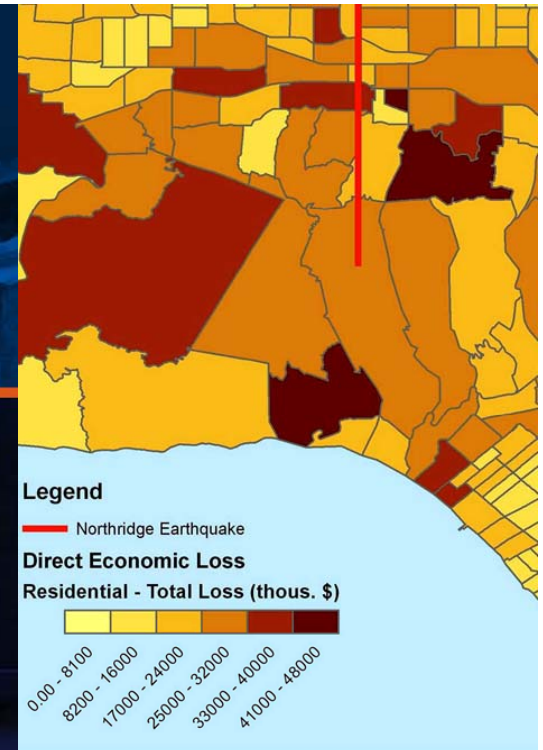 Legend
Northridge Earthquake
Direct Economic Loss
Residential - Total Loss (thous. $)
0.00 - 8100
8200 - 16000
17000 - 24000
25000 - 32000
33000 - 40000
41000 - 48000